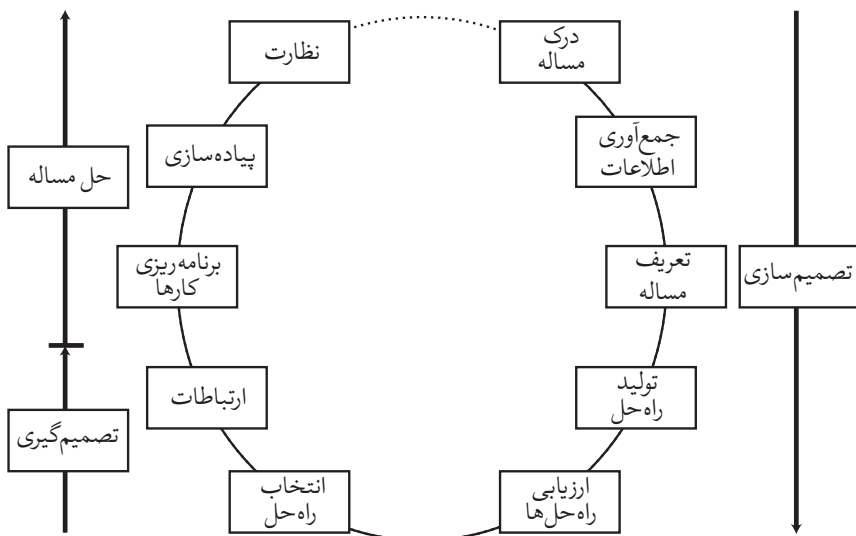 درک
مساله
جمع‌آوری
اطلاعات
تعریف
مساله
تولید
راه‌حل
ارزیابی
راه‌حل‌ها
انتخاب
راه‌حل
ارتباطات
برنامه‌ریزی
کارها
پیاده‌سازی
نظارت
تصمیم‌سازی
تصمیم‌گیری
حل مساله